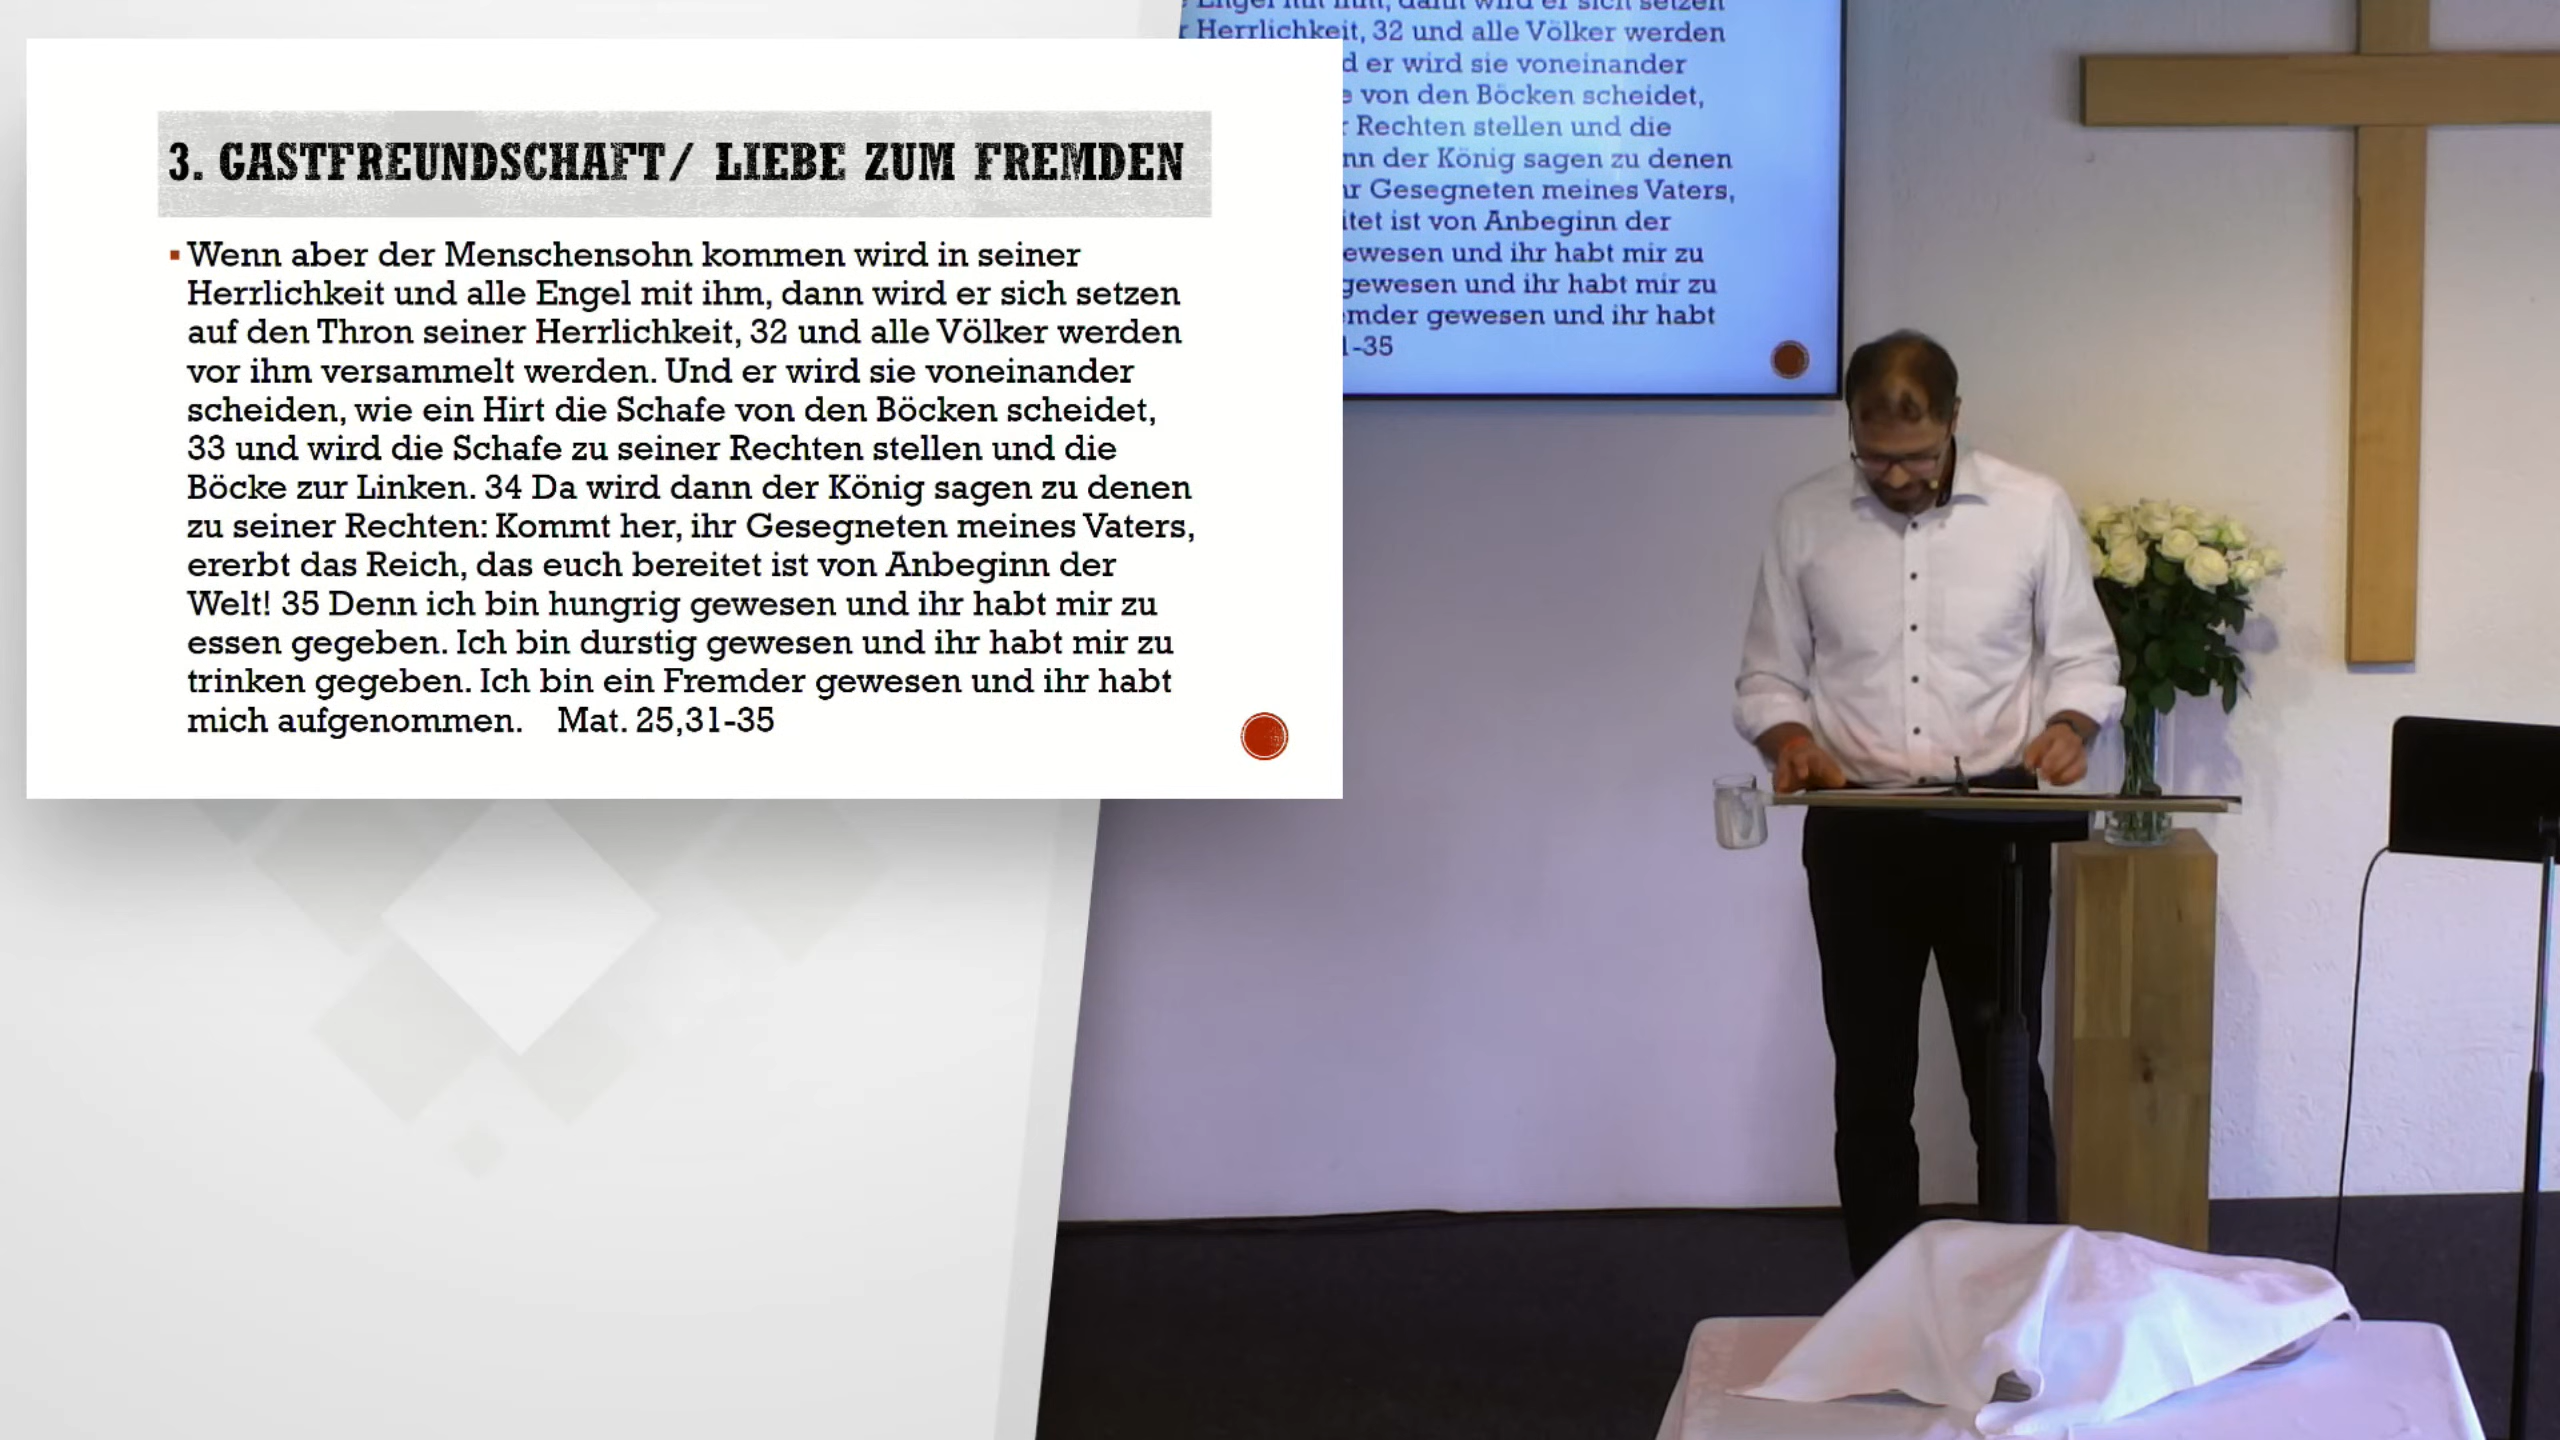 3. GASTFREUNDSCHAFT/ LIEBE ZUM FREMDEN
▪ Wenn aber der Menschensohn kommen wird in seiner
Herrlichkeit und alle Engel mit ihm, dann wird er sich setzen
auf den Thron seiner Herrlichkeit, 32 und alle Völker werden
vor ihm versammelt werden. Und er wird sie voneinander
scheiden, wie ein Hirt die Schafe von den Böcken scheidet,
33 und wird die Schafe zu seiner Rechten stellen und die
Böcke zur Linken. 34 Da wird dann der König sagen zu denen
zu seiner Rechten: Kommt her, ihr Gesegneten meines Vaters,
ererbt das Reich, das euch bereitet ist von Anbeginn der
Welt! 35 Denn ich bin hungrig gewesen und ihr habt mir zu
essen gegeben. Ich bin durstig gewesen und ihr habt mir zu
trinken gegeben. Ich bin ein Fremder gewesen und ihr habt
mich aufgenommen. Mat. 25,31-35
Engel mit ihm, dann wird er sich setzen
Herrlichkeit, 32 und alle Völker werden
d er wird sie voneinander
von den Böcken scheidet,
Rechten stellen und die
nn der König sagen zu denen
Gesegneten meines Vaters,
itet ist von Anbeginn der
ewesen und ihr habt mir zu
gewesen und ihr habt mir zu
mder gewesen und ihr habt
-35